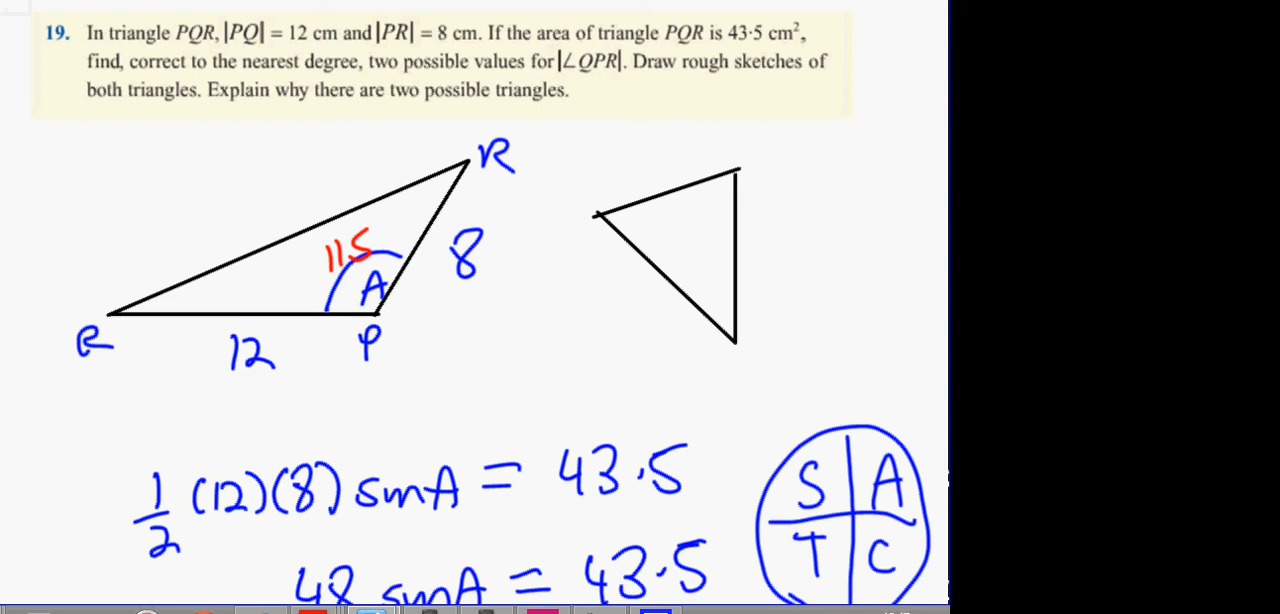 19. In triangle PQR, |PQ| = 12 cm and |PR| = 8 cm. If the area of triangle PQR is 43·5 cm²,
find, correct to the nearest degree, two possible values for |∠QPR|. Draw rough sketches of
both triangles. Explain why there are two possible triangles.
R
115
8
A
12
P
1/2 (12)(8) sin A = 43.5
S A
T C
48 sin A = 43.5